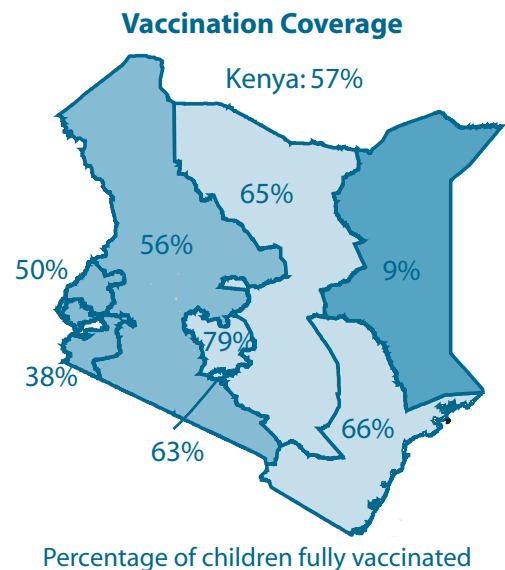 Vaccination Coverage
Kenya: 57%
65%
56%
50%
9%
79%
38%
66%
63%
Percentage of children fully vaccinated